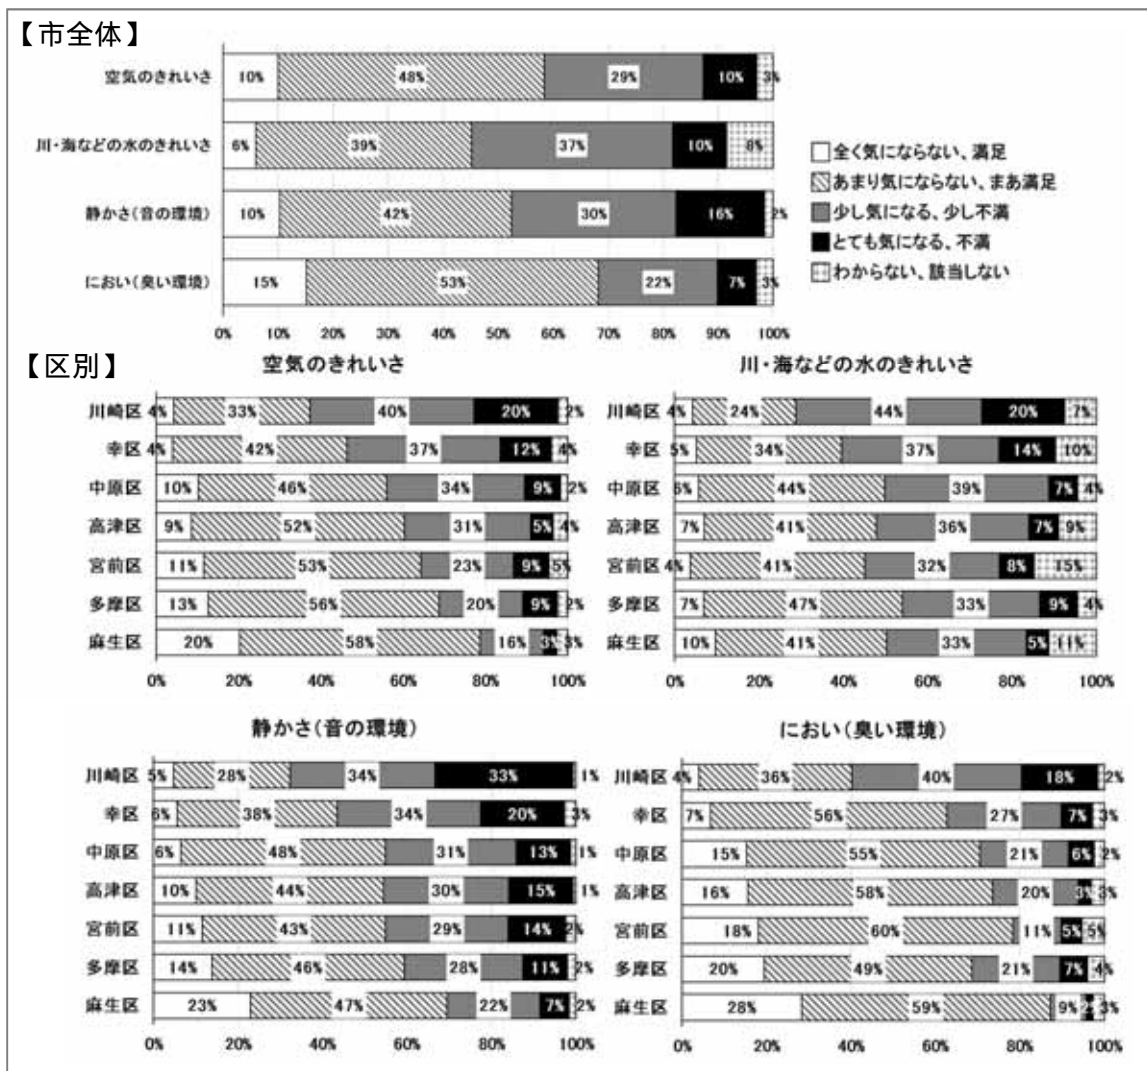 【市全体】
空気のきれいさ 10% 48% 29% 10% 3%
川・海などの水のきれいさ 6% 39% 37% 10% 8%
静かさ(音の環境) 10% 42% 30% 16% 2%
におい(臭い環境) 15% 53% 22% 7% 3%
0% 10% 20% 30% 40% 50% 60% 70% 80% 90% 100%
全く気にならない、満足
あまり気にならない、まあ満足
少し気になる、少し不満
とても気になる、不満
わからない、該当しない
【区別】
空気のきれいさ
川崎区 4% 33% 40% 20% 2%
幸区 4% 42% 37% 12% 4%
中原区 10% 46% 34% 9% 2%
高津区 9% 52% 31% 5% 4%
宮前区 11% 53% 23% 9% 5%
多摩区 13% 56% 20% 9% 2%
麻生区 20% 58% 16% 3% 3%
0% 20% 40% 60% 80% 100%
川・海などの水のきれいさ
川崎区 4% 24% 44% 20% 7%
幸区 5% 34% 37% 14% 10%
中原区 6% 44% 39% 7% 4%
高津区 7% 41% 36% 7% 9%
宮前区 4% 41% 32% 8% 15%
多摩区 7% 47% 33% 9% 4%
麻生区 10% 41% 33% 5% 11%
0% 20% 40% 60% 80% 100%
静かさ(音の環境)
川崎区 5% 28% 34% 33% 1%
幸区 6% 38% 34% 20% 3%
中原区 6% 48% 31% 13% 1%
高津区 10% 44% 30% 15% 1%
宮前区 11% 43% 29% 14% 2%
多摩区 14% 46% 28% 11% 2%
麻生区 23% 47% 22% 7% 2%
0% 20% 40% 60% 80% 100%
におい(臭い環境)
川崎区 4% 36% 40% 18% 2%
幸区 7% 56% 27% 7% 3%
中原区 15% 55% 21% 6% 2%
高津区 16% 58% 20% 3% 3%
宮前区 18% 60% 11% 5% 5%
多摩区 20% 49% 21% 7% 4%
麻生区 28% 59% 9% 2% 3%
0% 20% 40% 60% 80% 100%